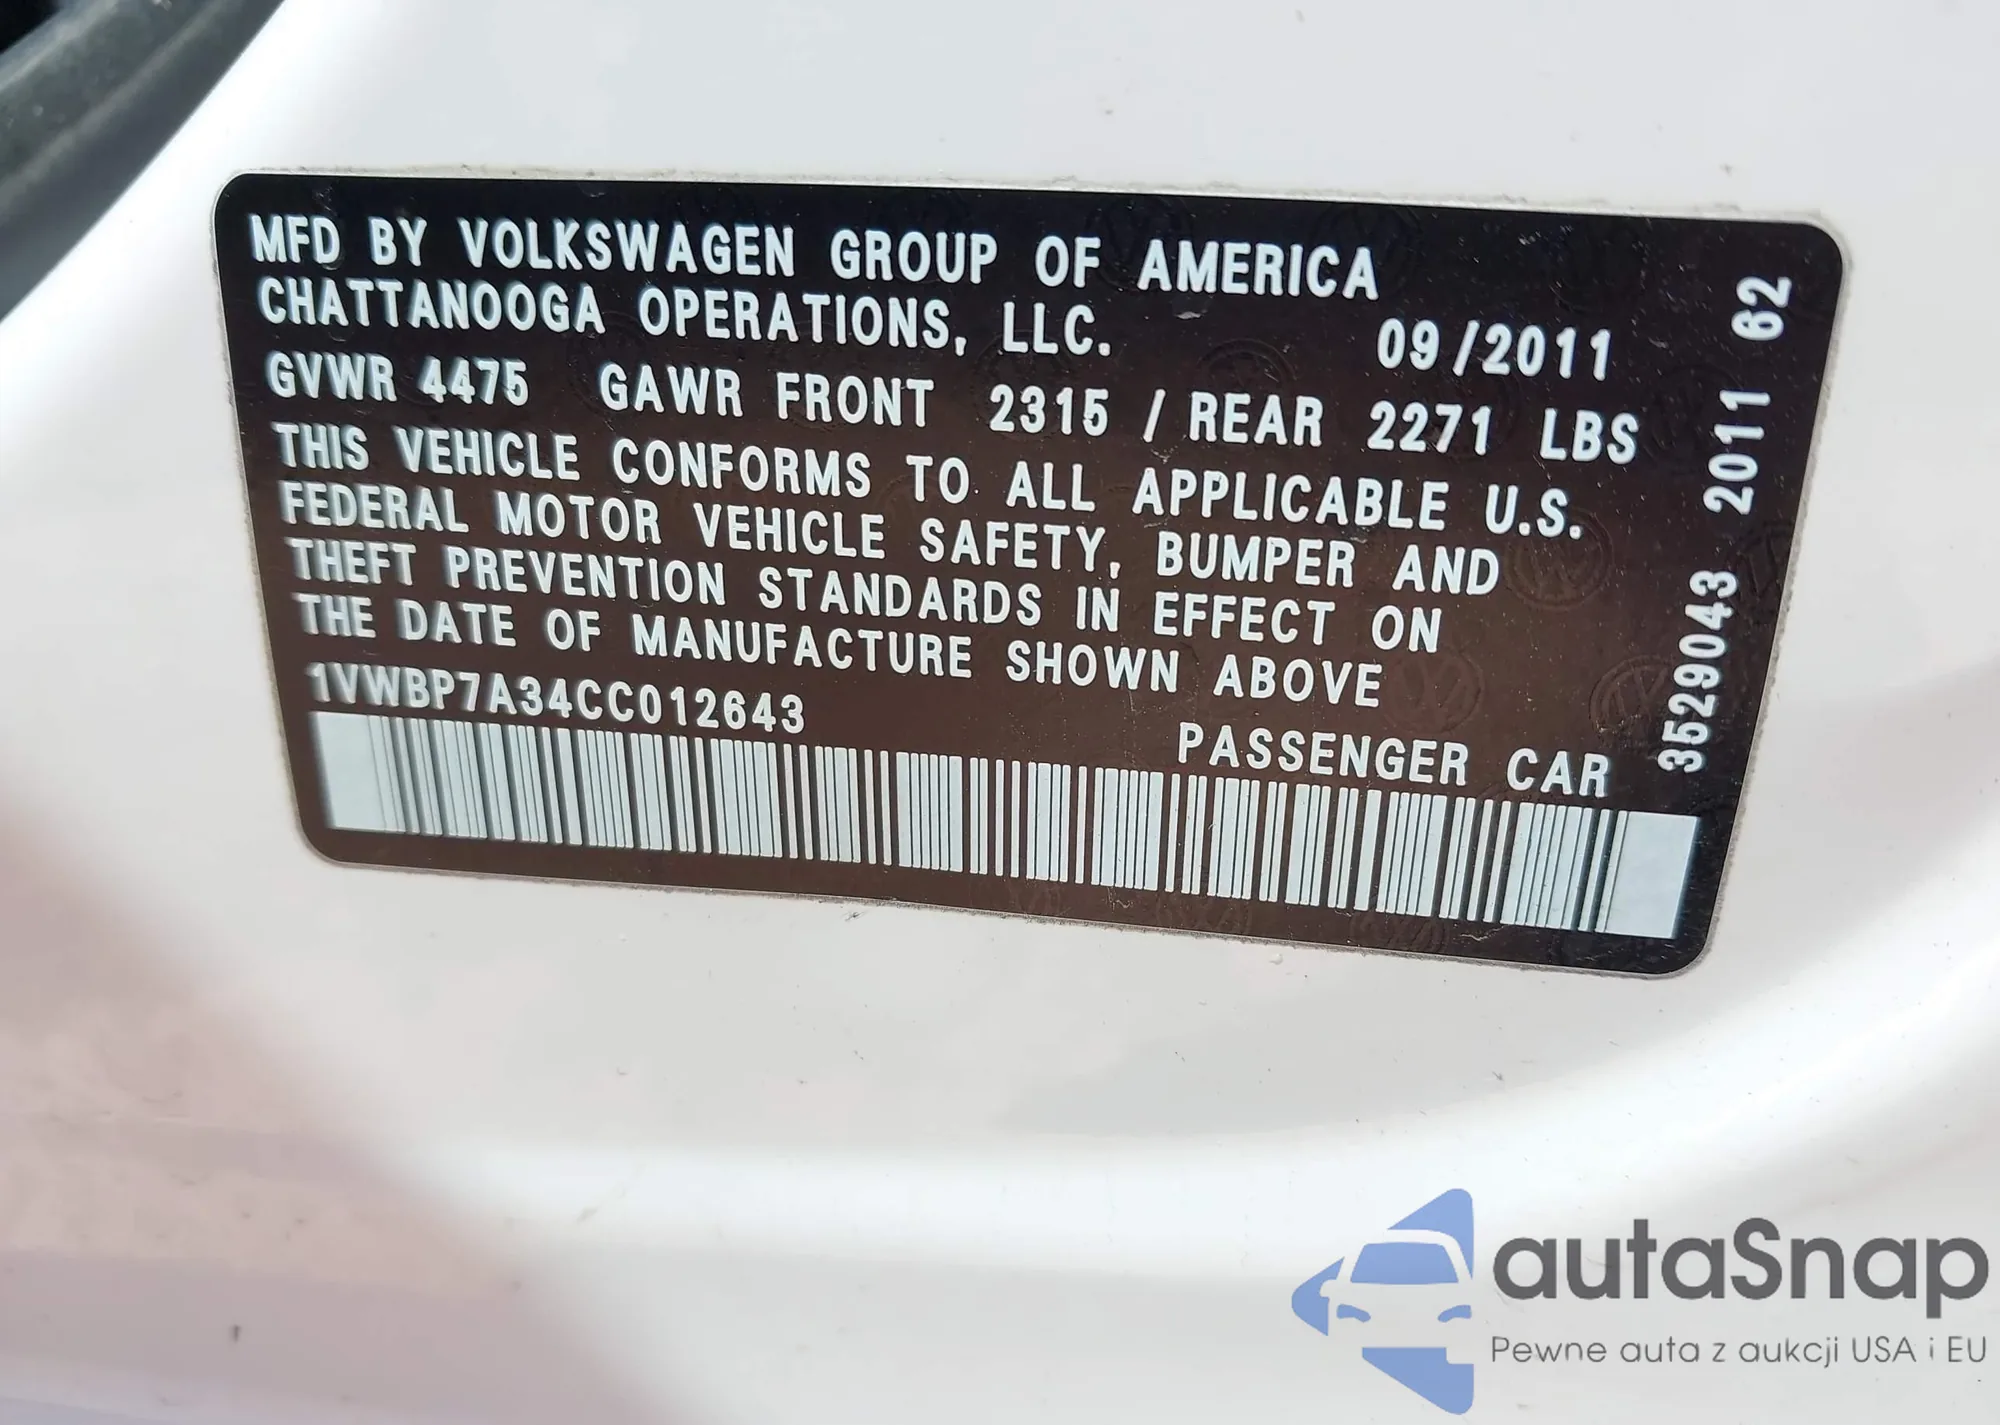 MFD BY VOLKSWAGEN GROUP OF AMERICA
CHATTANOOGA OPERATIONS, LLC.
09/2011
GVWR 4475 GAWR FRONT 2315 / REAR 2271 LBS
THIS VEHICLE CONFORMS TO ALL APPLICABLE U.S.
FEDERAL MOTOR VEHICLE SAFETY, BUMPER AND
THEFT PREVENTION STANDARDS IN EFFECT ON
THE DATE OF MANUFACTURE SHOWN ABOVE
1VWBP7A34CC012643
PASSENGER CAR
3529043 2011 62
autaSnap
Pewne auta z aukcji USA i EU